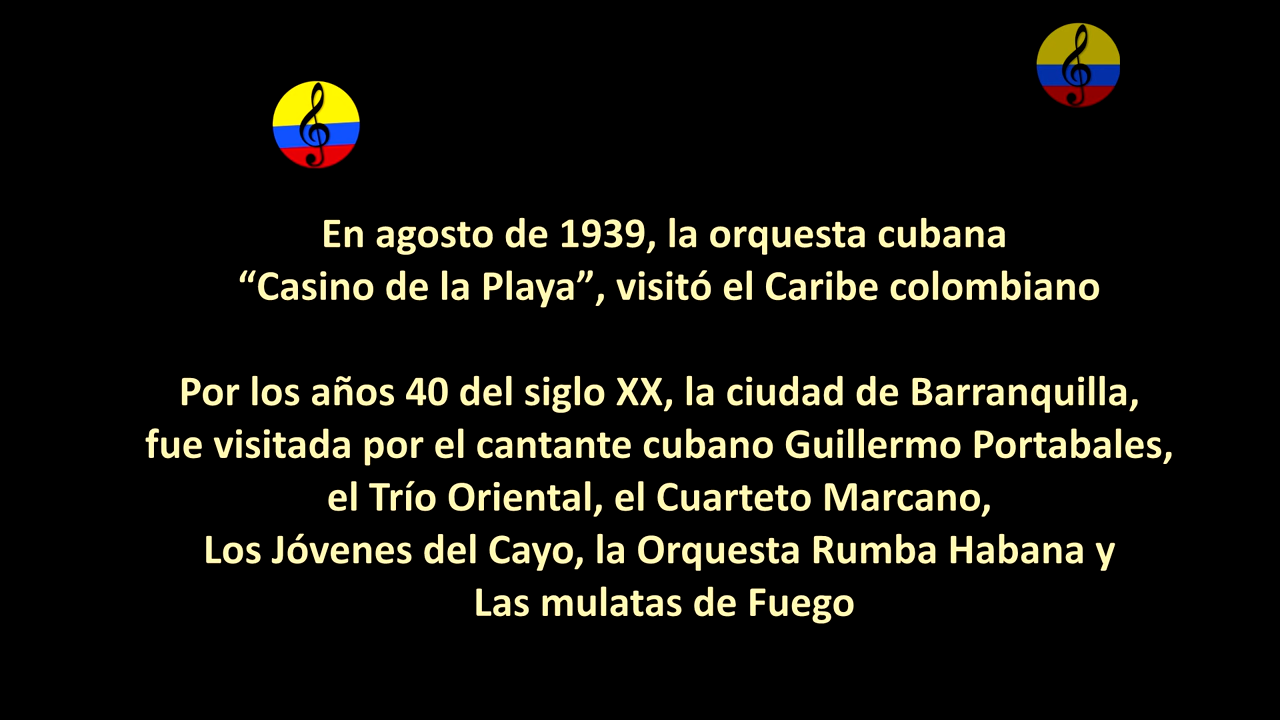 En agosto de 1939, la orquesta cubana
“Casino de la Playa”, visitó el Caribe colombiano
Por los años 40 del siglo XX, la ciudad de Barranquilla,
fue visitada por el cantante cubano Guillermo Portabales,
el Trío Oriental, el Cuarteto Marcano,
Los Jóvenes del Cayo, la Orquesta Rumba Habana y
Las mulatas de Fuego